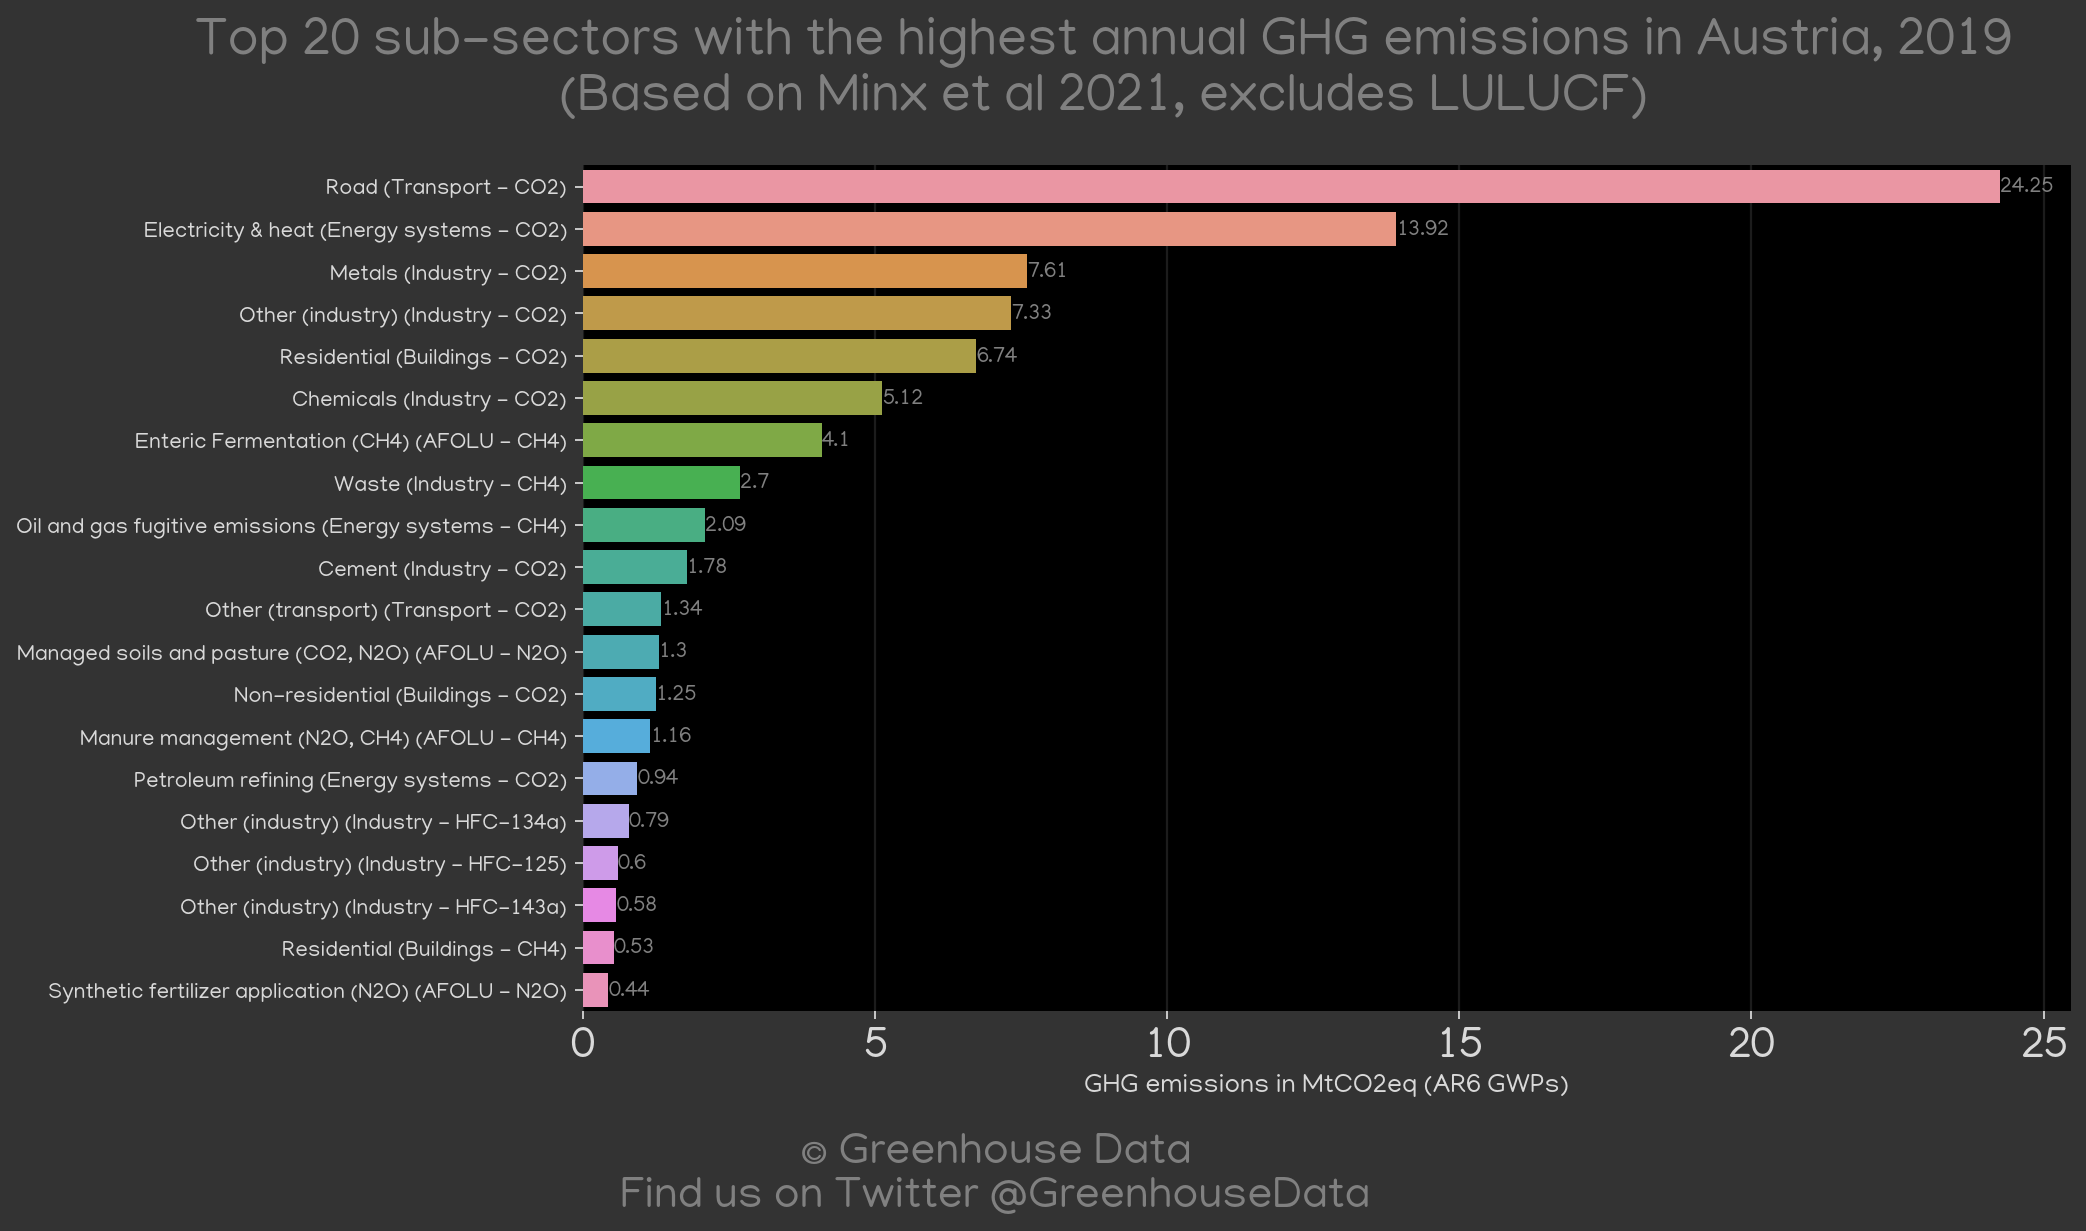 Top 20 sub-sectors with the highest annual GHG emissions in Austria, 2019
(Based on Minx et al 2021, excludes LULUCF)
Road (Transport - CO2) 24.25
Electricity & heat (Energy systems - CO2) 13.92
Metals (Industry - CO2) 7.61
Other (industry) (Industry - CO2) 7.33
Residential (Buildings - CO2) 6.74
Chemicals (Industry - CO2) 5.12
Enteric Fermentation (CH4) (AFOLU - CH4) 4.1
Waste (Industry - CH4) 2.7
Oil and gas fugitive emissions (Energy systems - CH4) 2.09
Cement (Industry - CO2) 1.78
Other (transport) (Transport - CO2) 1.34
Managed soils and pasture (CO2, N2O) (AFOLU - N2O) 1.3
Non-residential (Buildings - CO2) 1.25
Manure management (N2O, CH4) (AFOLU - CH4) 1.16
Petroleum refining (Energy systems - CO2) 0.94
Other (industry) (Industry - HFC-134a) 0.79
Other (industry) (Industry - HFC-125) 0.6
Other (industry) (Industry - HFC-143a) 0.58
Residential (Buildings - CH4) 0.53
Synthetic fertilizer application (N2O) (AFOLU - N2O) 0.44
0 5 10 15 20 25
GHG emissions in MtCO2eq (AR6 GWPs)
© Greenhouse Data
Find us on Twitter @GreenhouseData